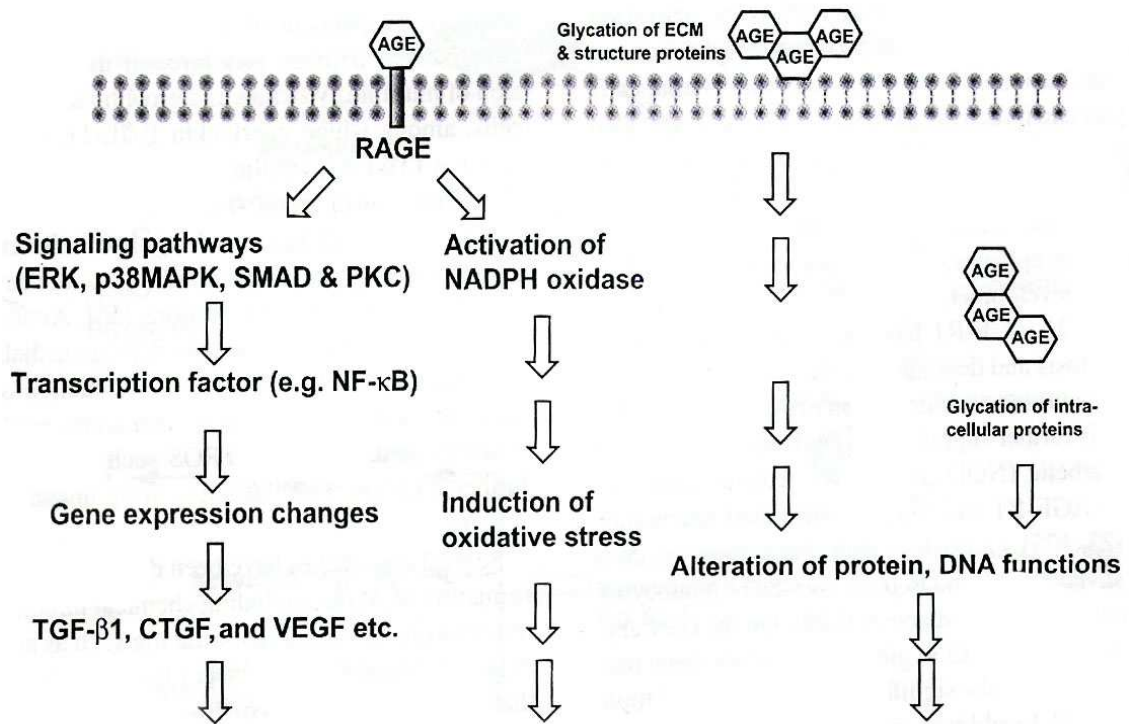 AGE
Glycation of ECM
& structure proteins
AGE AGE
AGE
RAGE
Signaling pathways
(ERK, p38MAPK, SMAD & PKC)
Activation of
NADPH oxidase
AGE
AGE
AGE
Transcription factor (e.g. NF-κB)
Glycation of intra-
cellular proteins
Gene expression changes
Induction of
oxidative stress
Alteration of protein, DNA functions
TGF-β1, CTGF, and VEGF etc.